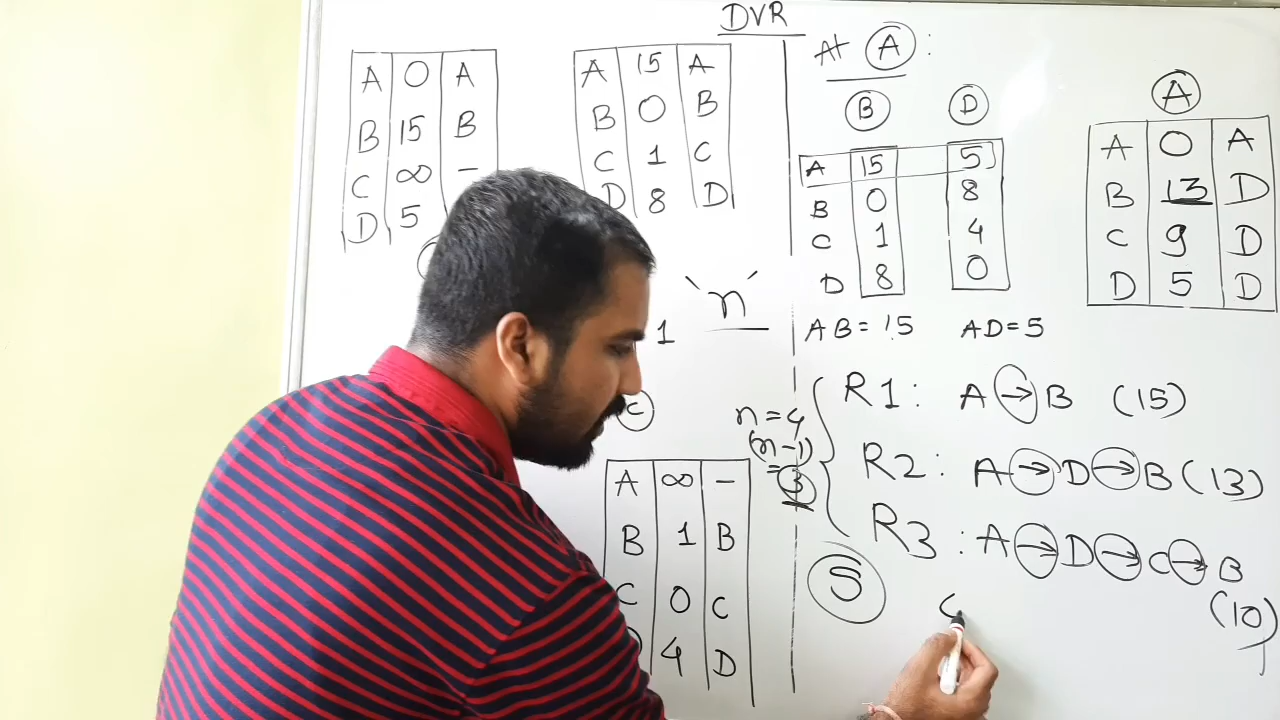 DVR
A 0 A
B 15 B
C ∞ –
D 5
A 15 A
B 0 B
C 1 C
D 8 D
1 'n'
C
A ∞ –
B 1 B
C 0 C
4 D
At A :
B D
A 15 5
B 0 8
C 1 4
D 8 0
AB = 15 AD = 5
A
A 0 A
B 13 D
C 9 D
D 5 D
n = 4
(n-1)
= 3
R1 : A → B (15)
R2 : A → D → B (13)
R3 : A → D → C → B
(10)
5